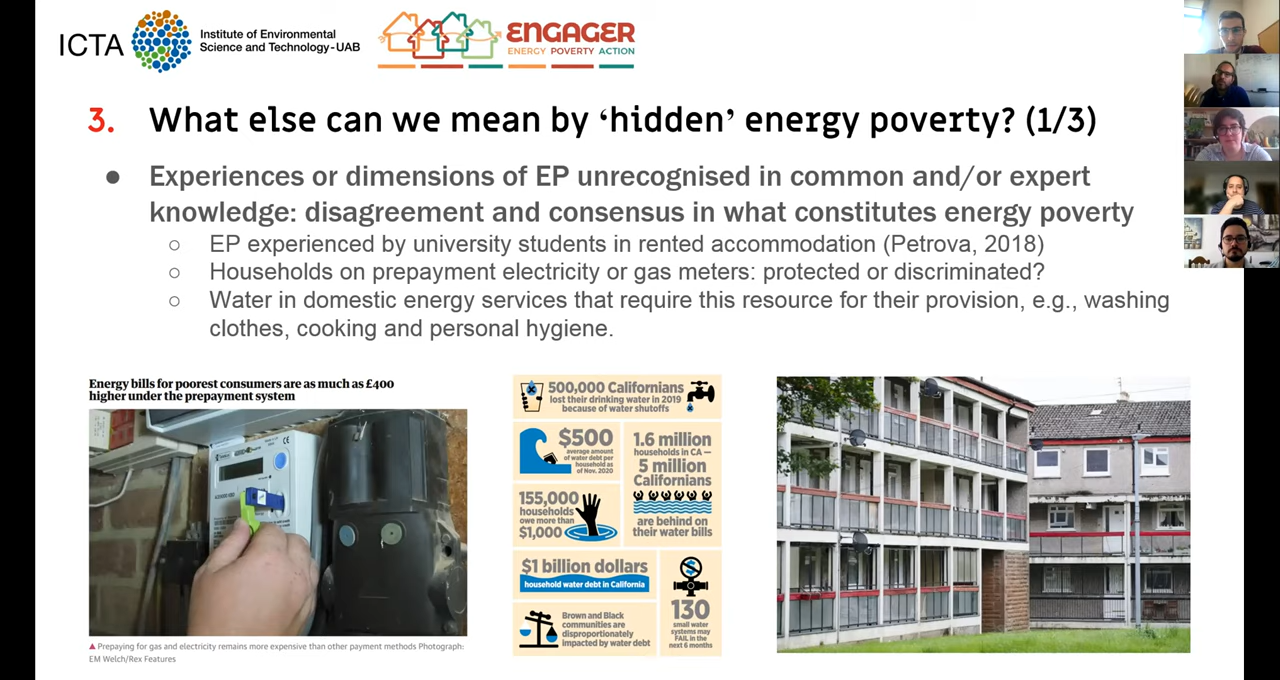 ICTA
Institute of Environmental
Science and Technology-UAB
ENGAGER
ENERGY POVERTY ACTION
3. What else can we mean by ‘hidden’ energy poverty? (1/3)
● Experiences or dimensions of EP unrecognised in common and/or expert
knowledge: disagreement and consensus in what constitutes energy poverty
○ EP experienced by university students in rented accommodation (Petrova, 2018)
○ Households on prepayment electricity or gas meters: protected or discriminated?
○ Water in domestic energy services that require this resource for their provision, e.g., washing
clothes, cooking and personal hygiene.
Energy bills for poorest consumers are as much as £400
higher under the prepayment system
▲ Prepaying for gas and electricity remains more expensive than other payment methods Photograph:
EM Welch/Rex Features
500,000 Californians
lost their drinking water in 2019
because of water shutoffs
$500
average amount
of water debt per
household as
of Nov. 2020
1.6 million
households in CA —
5 million
Californians
are behind on
their water bills
155,000
households
owe more than
$1,000
$1 billion dollars
household water debt in California
Brown and Black
communities are
disproportionately
impacted by water debt
130
small water
systems may
FAIL in the
next 6 months